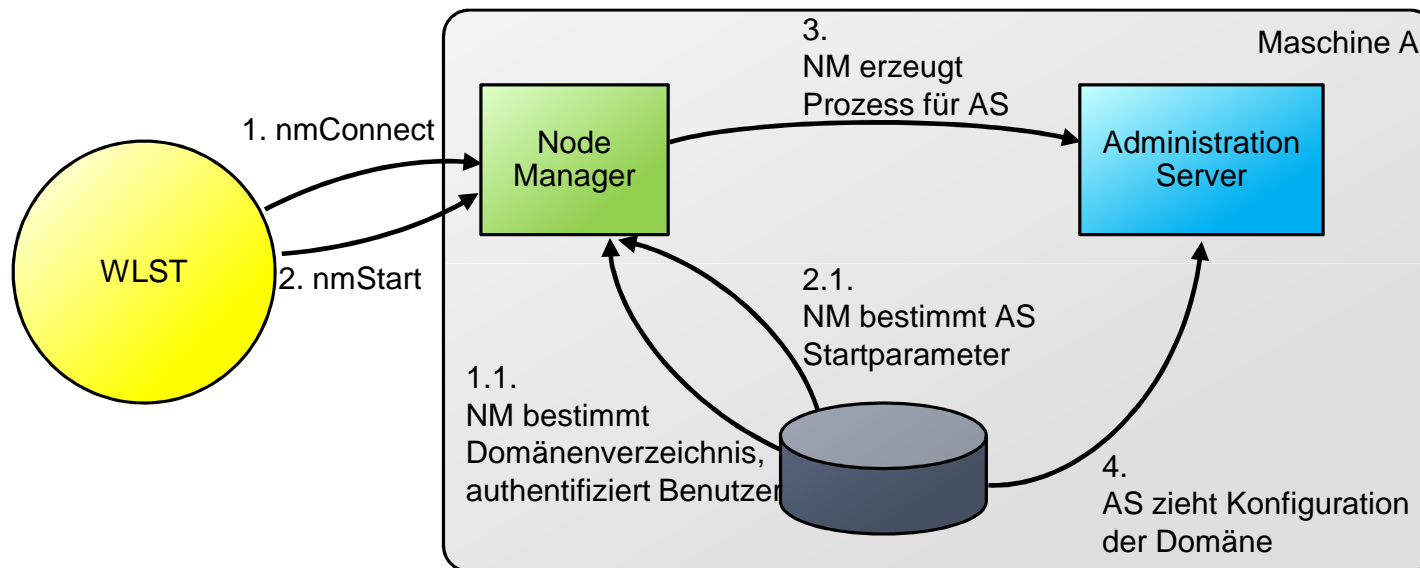 Maschine A
3.
NM erzeugt
Prozess für AS
1. nmConnect
Node
Manager
Administration
Server
WLST
2. nmStart
2.1.
NM bestimmt AS
Startparameter
1.1.
NM bestimmt
Domänenverzeichnis,
authentifiziert Benutzer
4.
AS zieht Konfiguration
der Domäne